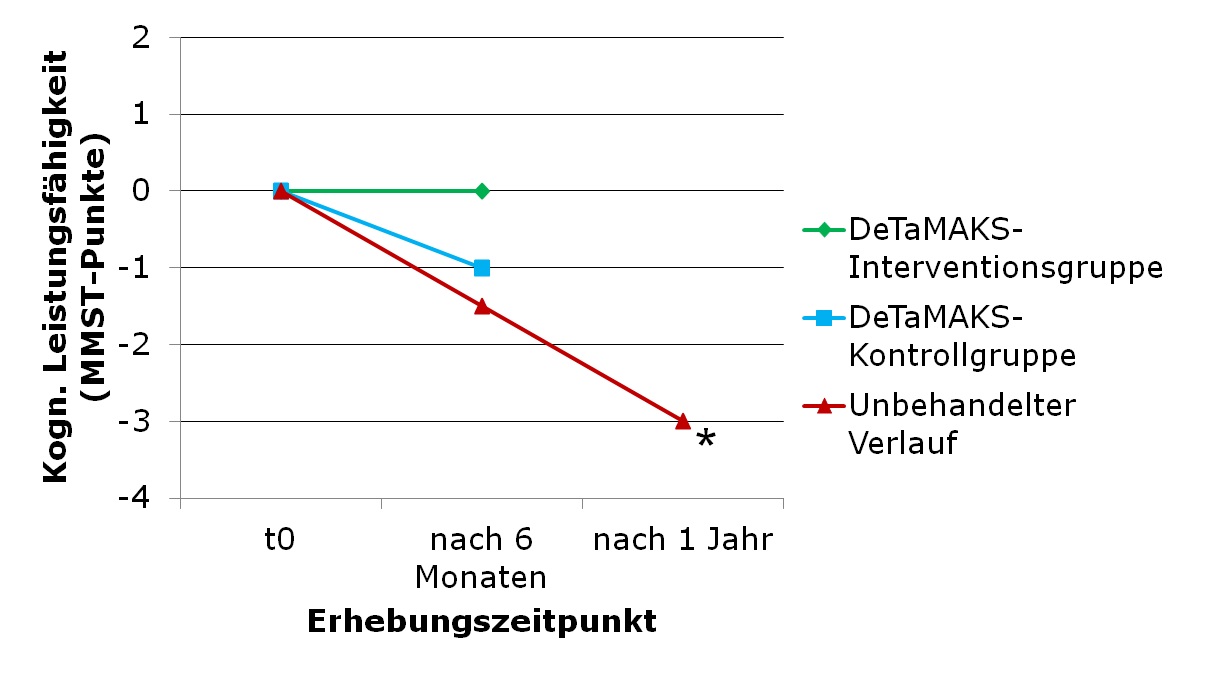 Kogn. Leistungsfähigkeit
(MMST-Punkte)
2
1
0
-1
-2
-3
-4
*
t0
nach 6
Monaten
nach 1 Jahr
Erhebungszeitpunkt
DeTaMAKS-
Interventionsgruppe
DeTaMAKS-
Kontrollgruppe
Unbehandelter
Verlauf